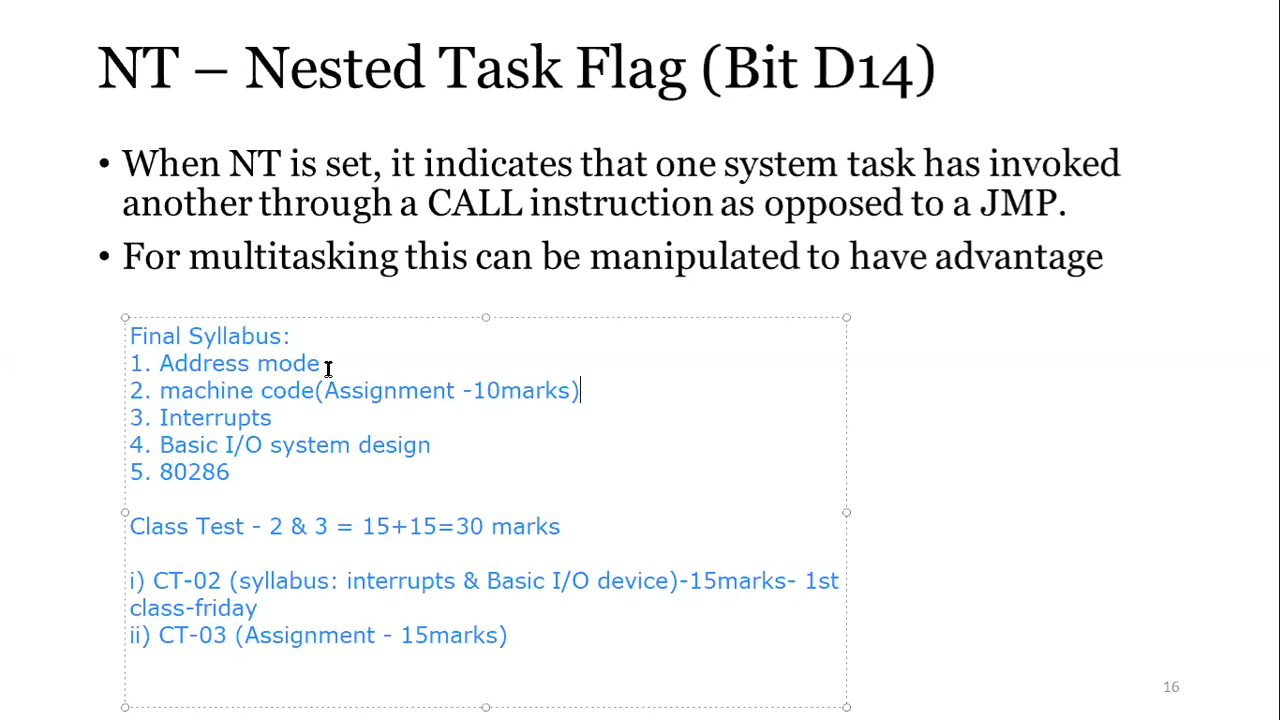 NT – Nested Task Flag (Bit D14)
• When NT is set, it indicates that one system task has invoked
another through a CALL instruction as opposed to a JMP.
• For multitasking this can be manipulated to have advantage
Final Syllabus:
1. Address mode
2. machine code(Assignment -10marks)
3. Interrupts
4. Basic I/O system design
5. 80286
Class Test - 2 & 3 = 15+15=30 marks
i) CT-02 (syllabus: interrupts & Basic I/O device)-15marks- 1st
class-friday
ii) CT-03 (Assignment - 15marks)
16